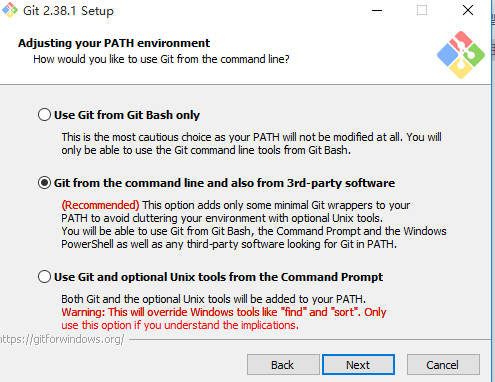 Git 2.38.1 Setup
Adjusting your PATH environment
How would you like to use Git from the command line?
Use Git from Git Bash only
This is the most cautious choice as your PATH will not be modified at all. You will
only be able to use the Git command line tools from Git Bash.
Git from the command line and also from 3rd-party software
(Recommended) This option adds only some minimal Git wrappers to your
PATH to avoid cluttering your environment with optional Unix tools.
You will be able to use Git from Git Bash, the Command Prompt and the Windows
PowerShell as well as any third-party software looking for Git in PATH.
Use Git and optional Unix tools from the Command Prompt
Both Git and the optional Unix tools will be added to your PATH.
Warning: This will override Windows tools like "find" and "sort". Only
use this option if you understand the implications.
https://gitforwindows.org/
Back Next Cancel